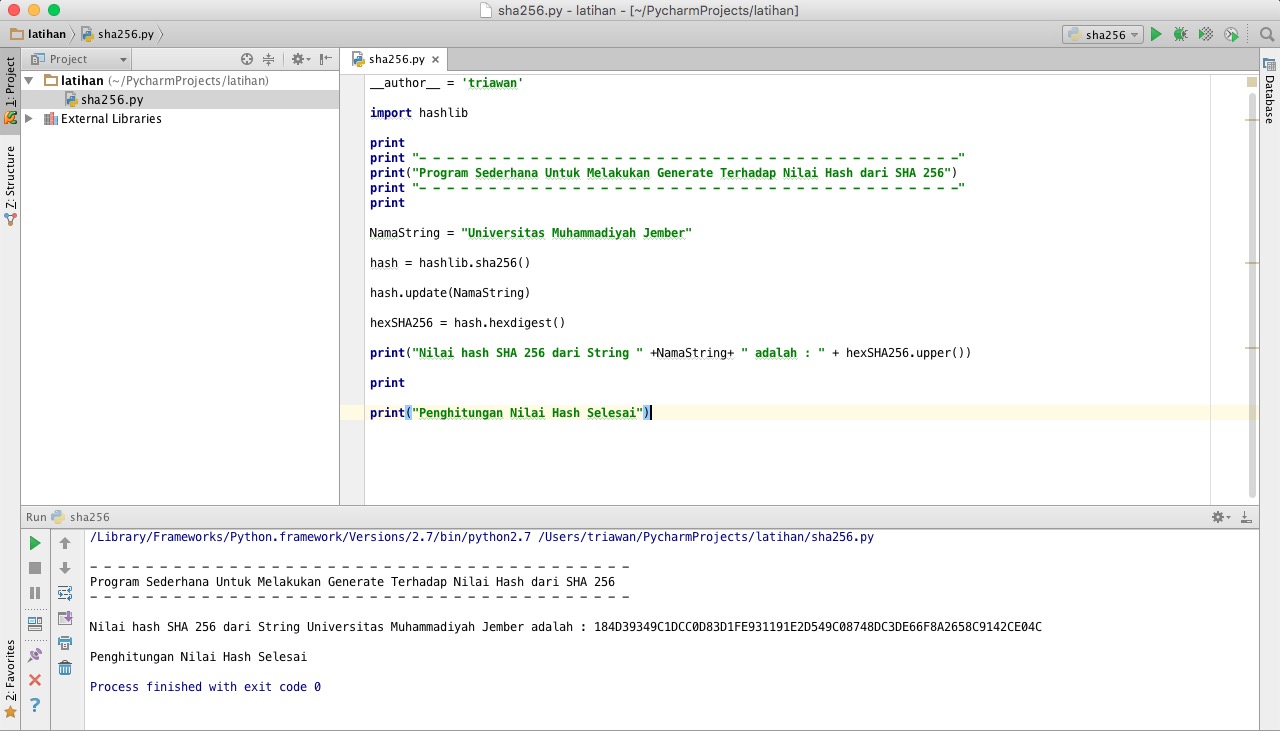 sha256.py - latihan - [~/PycharmProjects/latihan]
latihan sha256.py sha256
Project sha256.py
1: Project
latihan (~/PycharmProjects/latihan)
sha256.py
External Libraries
7: Structure
2: Favorites
Database
__author__ = 'triawan'
import hashlib
print
print "- - - - - - - - - - - - - - - - - - - - - - - - - - - - - - - - - - - - - - -"
print("Program Sederhana Untuk Melakukan Generate Terhadap Nilai Hash dari SHA 256")
print "- - - - - - - - - - - - - - - - - - - - - - - - - - - - - - - - - - - - - - -"
print
NamaString = "Universitas Muhammadiyah Jember"
hash = hashlib.sha256()
hash.update(NamaString)
hexSHA256 = hash.hexdigest()
print("Nilai hash SHA 256 dari String " +NamaString+ " adalah : " + hexSHA256.upper())
print
print("Penghitungan Nilai Hash Selesai")
Run sha256
/Library/Frameworks/Python.framework/Versions/2.7/bin/python2.7 /Users/triawan/PycharmProjects/latihan/sha256.py
- - - - - - - - - - - - - - - - - - - - - - - - - - - - - - - - - - - - - - -
Program Sederhana Untuk Melakukan Generate Terhadap Nilai Hash dari SHA 256
- - - - - - - - - - - - - - - - - - - - - - - - - - - - - - - - - - - - - - -
Nilai hash SHA 256 dari String Universitas Muhammadiyah Jember adalah : 184D39349C1DCC0D83D1FE931191E2D549C08748DC3DE66F8A2658C9142CE04C
Penghitungan Nilai Hash Selesai
Process finished with exit code 0